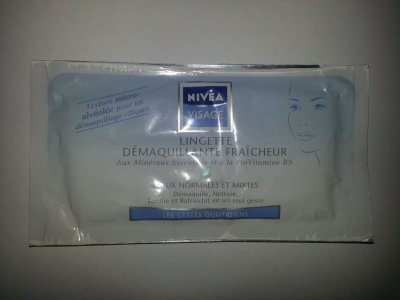 Texture micro-
alvéolée pour un
démaquillage efficace
NIVEA
VISAGE
LINGETTE
DÉMAQUILLANTE FRAÎCHEUR
Aux Minéraux Essentiels et à la ProVitamine B5
PEAUX NORMALES ET MIXTES
Démaquille, Nettoie,
Tonifie et Rafraîchit en un seul geste
LES GESTES QUOTIDIENS